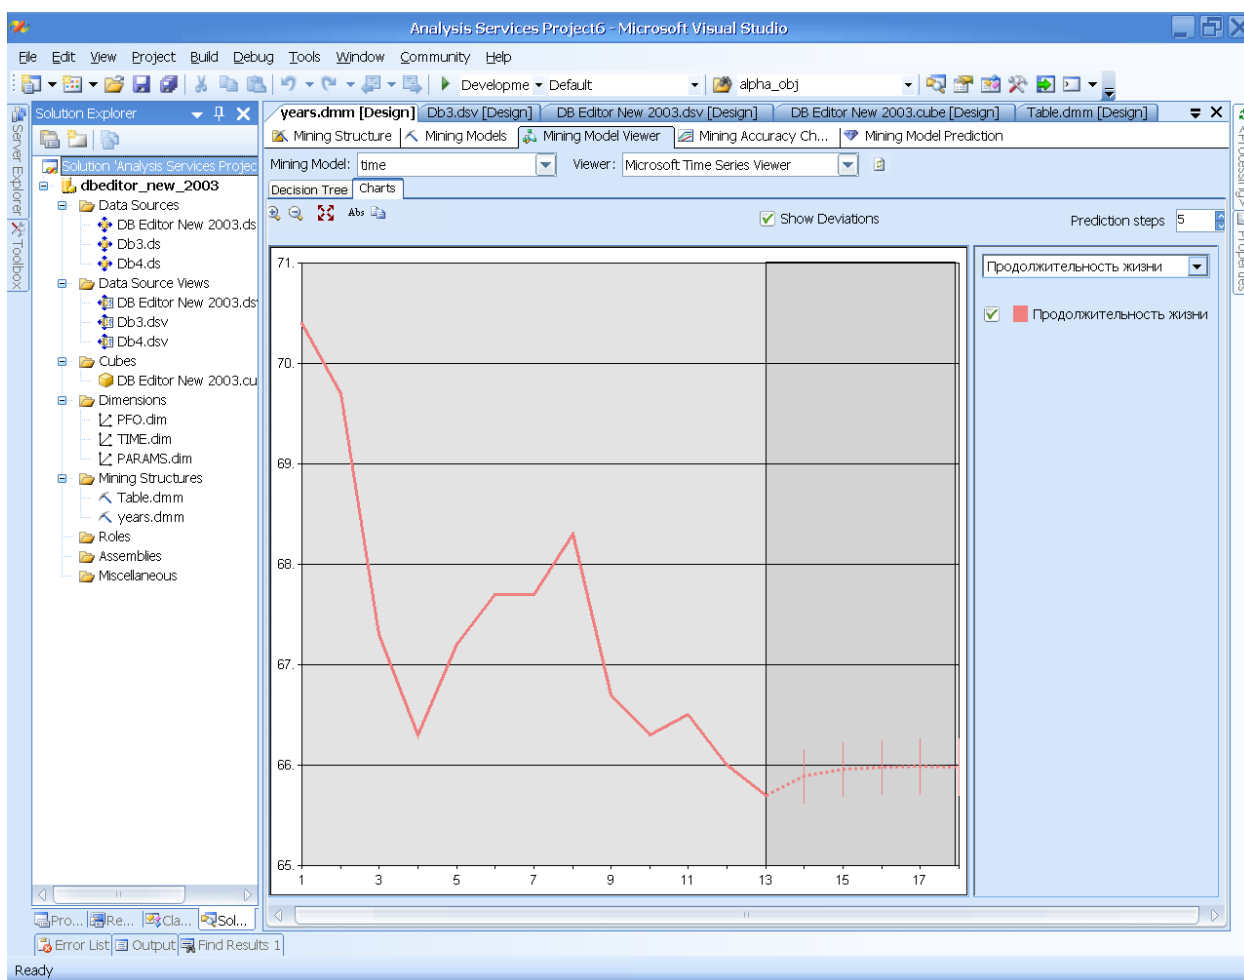 Analysis Services Project6 - Microsoft Visual Studio
File Edit View Project Build Debug Tools Window Community Help
Developme Default alpha_obj
Solution Explorer
years.dmm [Design] Db3.dsv [Design] DB Editor New 2003.dsv [Design] DB Editor New 2003.cube [Design] Table.dmm [Design]
Mining Structure Mining Models Mining Model Viewer Mining Accuracy Ch... Mining Model Prediction
Mining Model: time Viewer: Microsoft Time Series Viewer
Decision Tree Charts
Abs Show Deviations Prediction steps 5
Server Explorer
Toolbox
Solution 'Analysis Services Projec
dbeditor_new_2003
Data Sources
DB Editor New 2003.ds
Db3.ds
Db4.ds
Data Source Views
DB Editor New 2003.ds
Db3.dsv
Db4.dsv
Cubes
DB Editor New 2003.cu
Dimensions
PFO.dim
TIME.dim
PARAMS.dim
Mining Structures
Table.dmm
years.dmm
Roles
Assemblies
Miscellaneous
71.
70.
69.
68.
67.
66.
65.
1 3 5 7 9 11 13 15 17
Продолжительность жизни
Продолжительность жизни
Pro... Re... Cla... Sol...
Error List Output Find Results 1
Ready